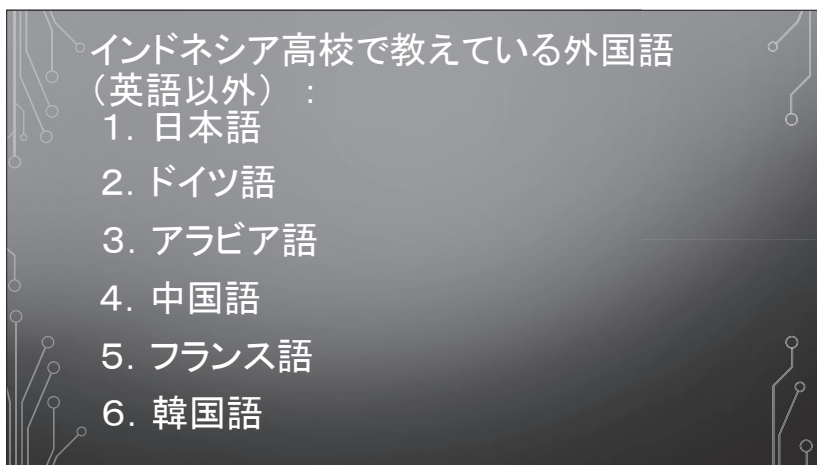 インドネシア高校で教えている外国語
（英語以外）：
1. 日本語
2. ドイツ語
3. アラビア語
4. 中国語
5. フランス語
6. 韓国語